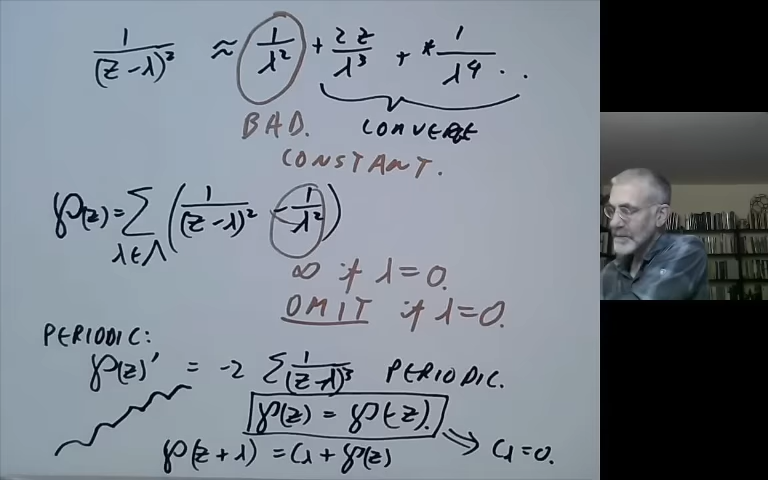 1/(z-λ)² ≈ 1/λ² + 2z/λ³ + * 1/λ⁴ ...
BAD. CONVERGE
CONSTANT.
℘(z) = Σ_{λ∈Λ} (1/(z-λ)² - 1/λ²)
∞ if λ=0.
OMIT if λ=0.
PERIODIC:
℘(z)' = -2 Σ 1/(z-λ)³ PERIODIC.
℘(z) = ℘(-z).
℘(z+λ) = Cλ + ℘(z) ⇒ Cλ=0.